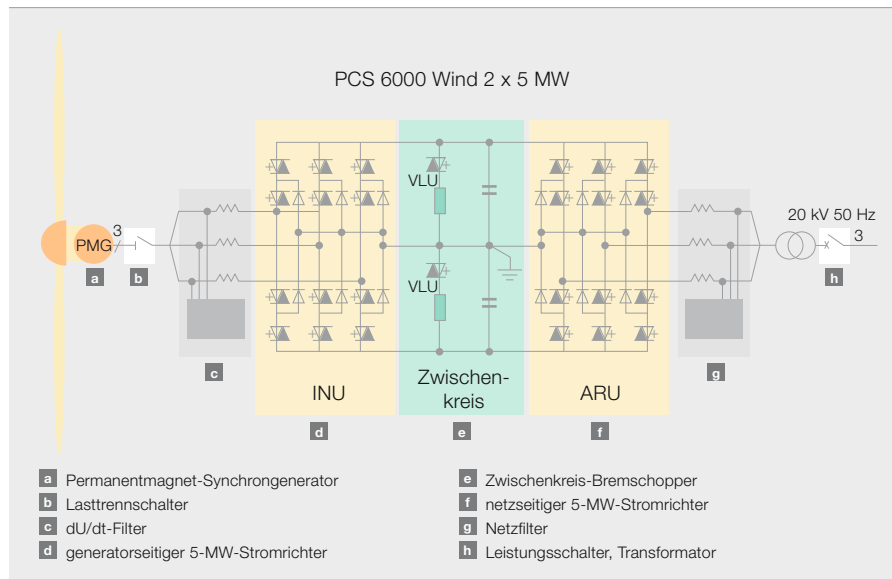 PCS 6000 Wind 2 x 5 MW
VLU
20 kV 50 Hz
3
3
PMG
a
b
h
VLU
c
INU
Zwischen-
kreis
ARU
g
d
e
f
a Permanentmagnet-Synchrongenerator
b Lasttrennschalter
c dU/dt-Filter
d generatorseitiger 5-MW-Stromrichter
e Zwischenkreis-Bremschopper
f netzseitiger 5-MW-Stromrichter
g Netzfilter
h Leistungsschalter, Transformator